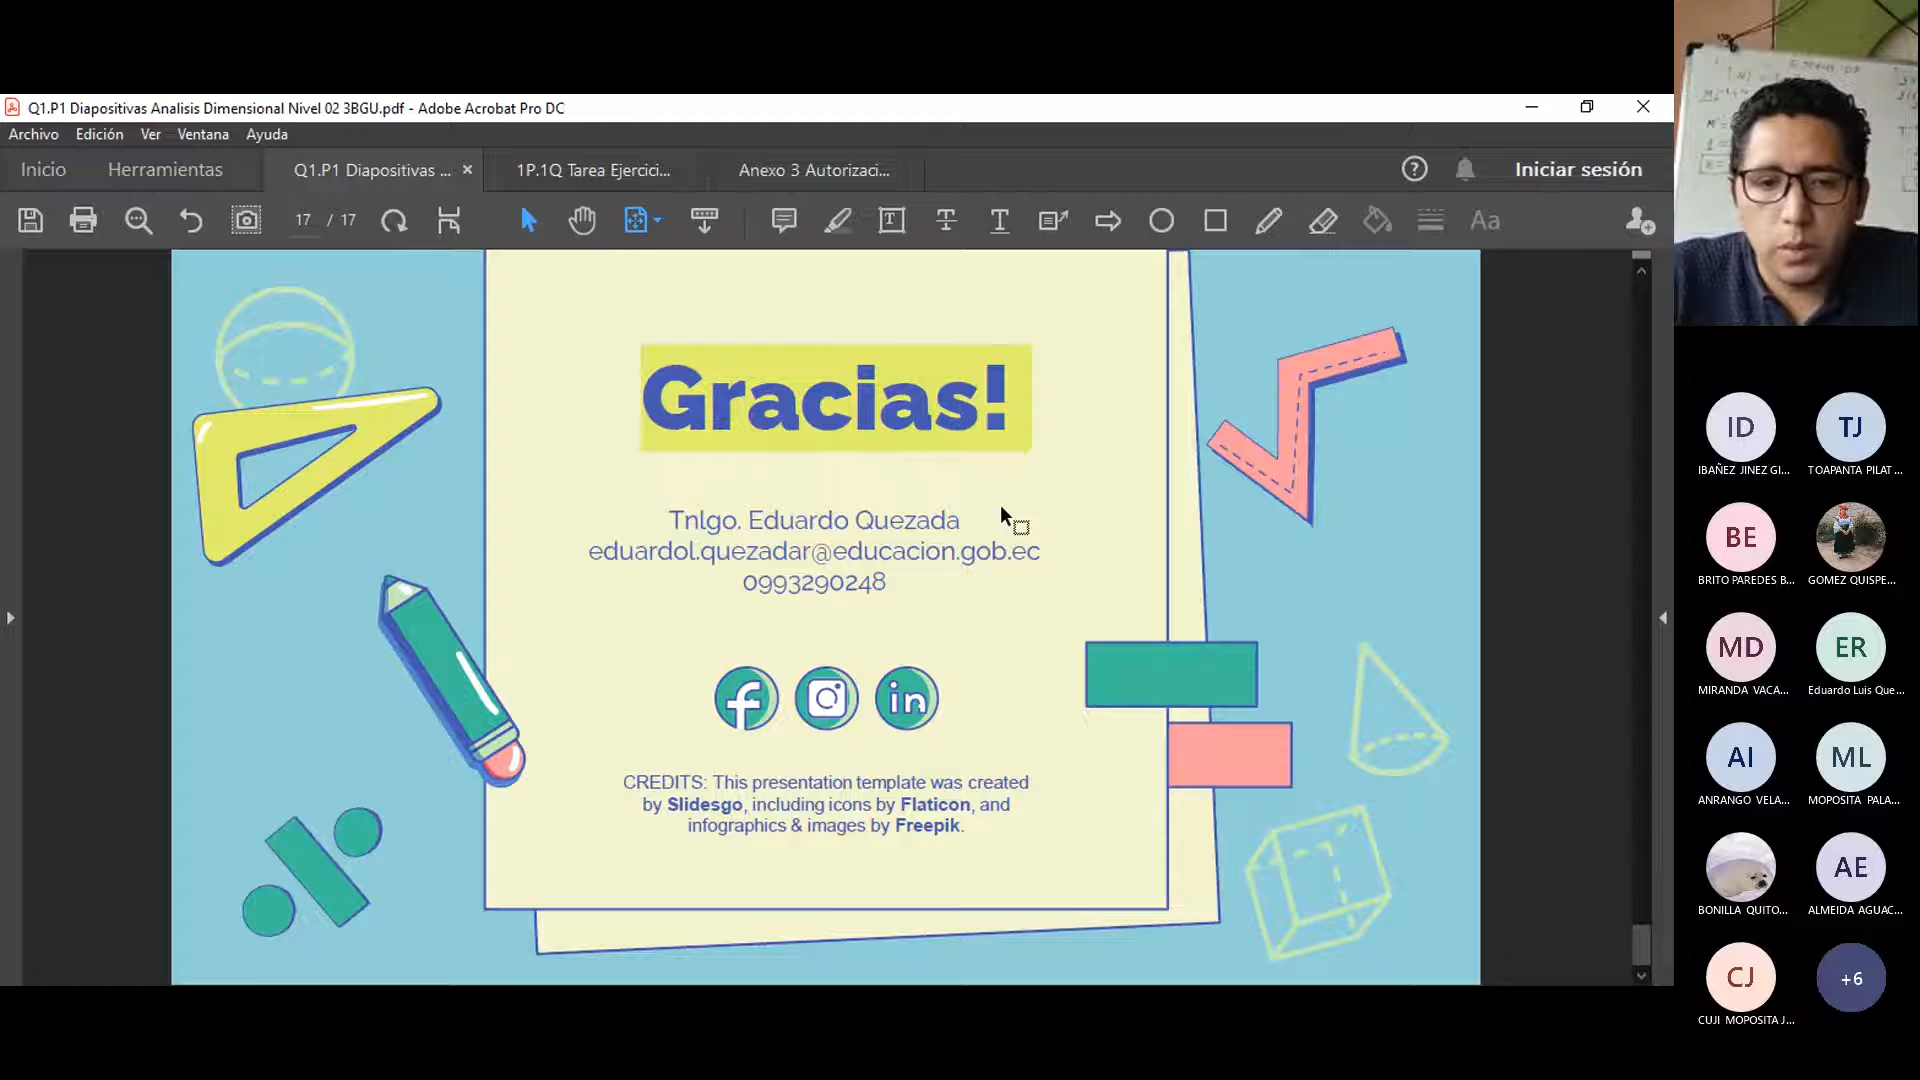 Q1.P1 Diapositivas Analisis Dimensional Nivel 02 3BGU.pdf - Adobe Acrobat Pro DC
Archivo Edición Ver Ventana Ayuda
Inicio Herramientas Q1.P1 Diapositivas ... 1P.1Q Tarea Ejercici... Anexo 3 Autorizaci... Iniciar sesión
17 / 17
Aa
Gracias!
Tnlgo. Eduardo Quezada
eduardol.quezadar@educacion.gob.ec
0993290248
CREDITS: This presentation template was created
by Slidesgo, including icons by Flaticon, and
infographics & images by Freepik.
ID TJ
IBAÑEZ JINEZ GI... TOAPANTA PILAT...
BE
BRITO PAREDES B... GOMEZ QUISPE...
MD ER
MIRANDA VACA... Eduardo Luis Que...
AI ML
ANRANGO VELA... MOPOSITA PALA...
AE
BONILLA QUITO... ALMEIDA AGUAC...
CJ +6
CUJI MOPOSITA J...